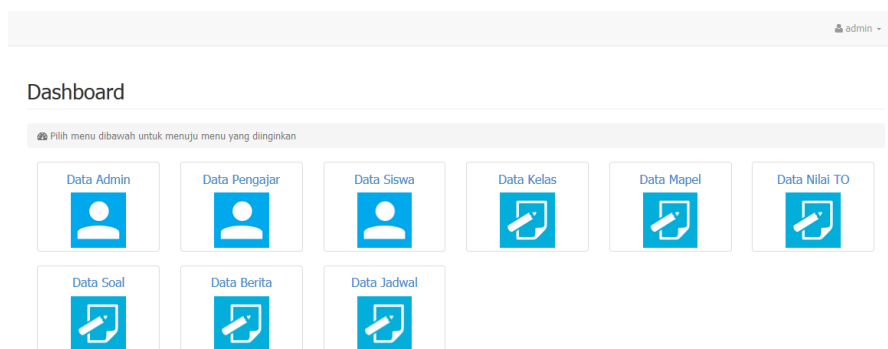 admin
Dashboard
Pilih menu dibawah untuk menuju menu yang diinginkan
Data Admin
Data Pengajar
Data Siswa
Data Kelas
Data Mapel
Data Nilai TO
Data Soal
Data Berita
Data Jadwal